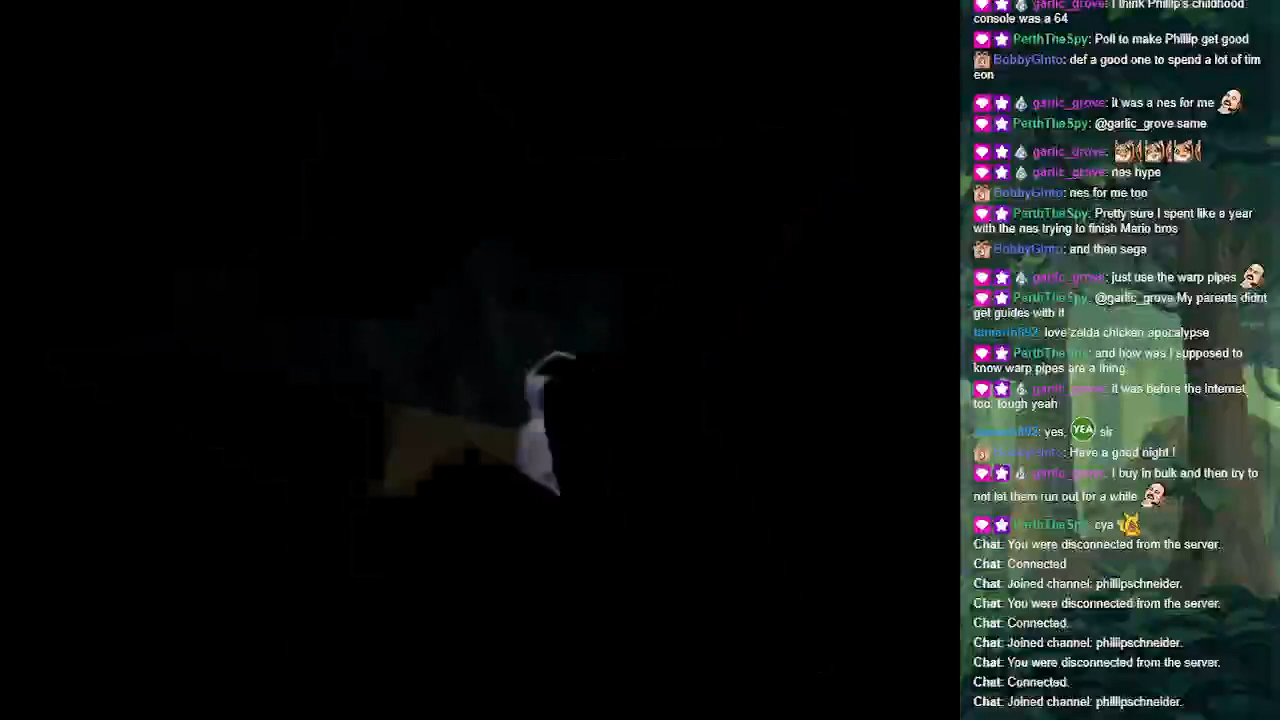 garlic_grove: I think Phillip's childhood
console was a 64
PerthTheSpy: Poll to make Phillip get good
BobbyGinto: def a good one to spend a lot of tim
eon
garlic_grove: it was a nes for me
PerthTheSpy: @garlic_grove same
garlic_grove:
garlic_grove: nes hype
BobbyGinto: nes for me too
PerthTheSpy: Pretty sure I spent like a year
with the nes trying to finish Mario bros
BobbyGinto: and then sega
garlic_grove: just use the warp pipes
PerthTheSpy: @garlic_grove My parents didnt
get guides with it
love zelda chicken apocalypse
PerthTheSpy: and how was I supposed to
know warp pipes are a thing
garlic_grove: it was before the internet
too. tough yeah
yes, YEA sir
BobbyGinto: Have a good night !
garlic_grove: I buy in bulk and then try to
not let them run out for a while
PerthTheSpy: cya
Chat: You were disconnected from the server.
Chat: Connected
Chat: Joined channel: phillipschneider.
Chat: You were disconnected from the server.
Chat: Connected.
Chat: Joined channel: phillipschneider.
Chat: You were disconnected from the server.
Chat: Connected.
Chat: Joined channel: phillipschneider.